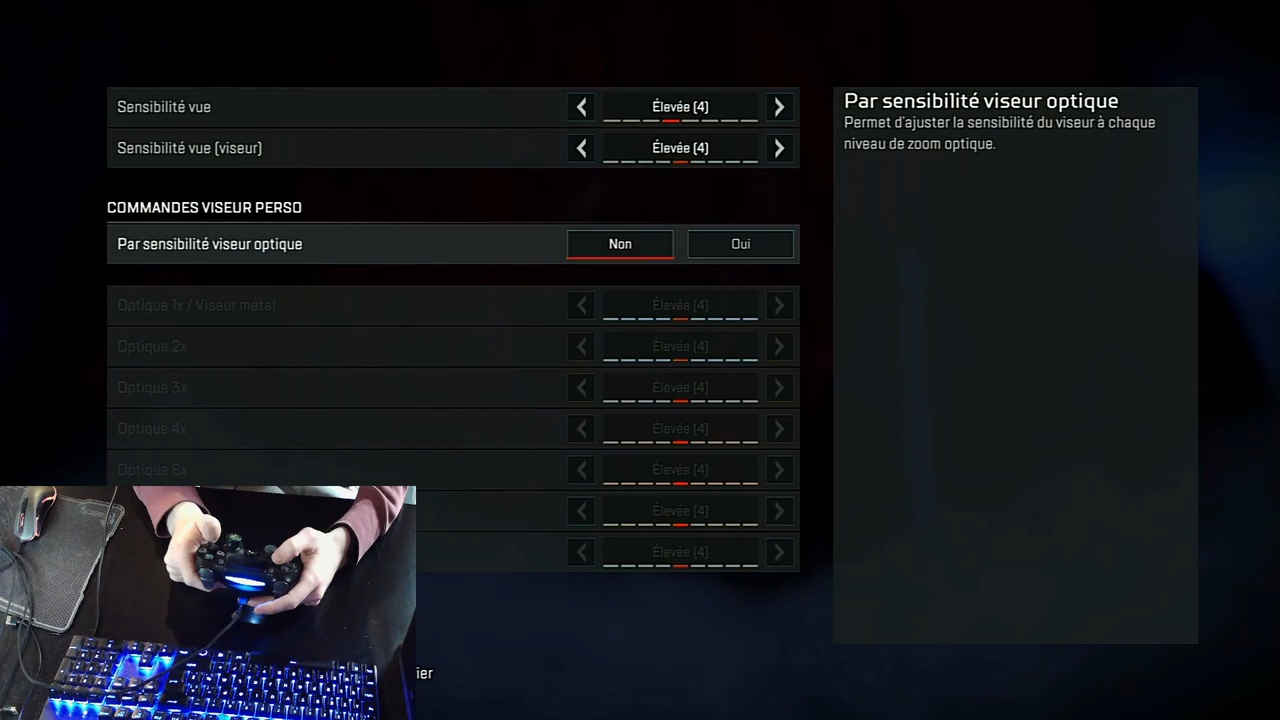 Sensibilité vue Élevée (4)
Sensibilité vue (viseur) Élevée (4)
COMMANDES VISEUR PERSO
Par sensibilité viseur optique Non Oui
Optique 1x / Viseur métal Élevée (4)
Optique 2x Élevée (4)
Optique 3x Élevée (4)
Optique 4x Élevée (4)
Optique 6x Élevée (4)
Élevée (4)
Élevée (4)
ier
Par sensibilité viseur optique
Permet d'ajuster la sensibilité du viseur à chaque
niveau de zoom optique.